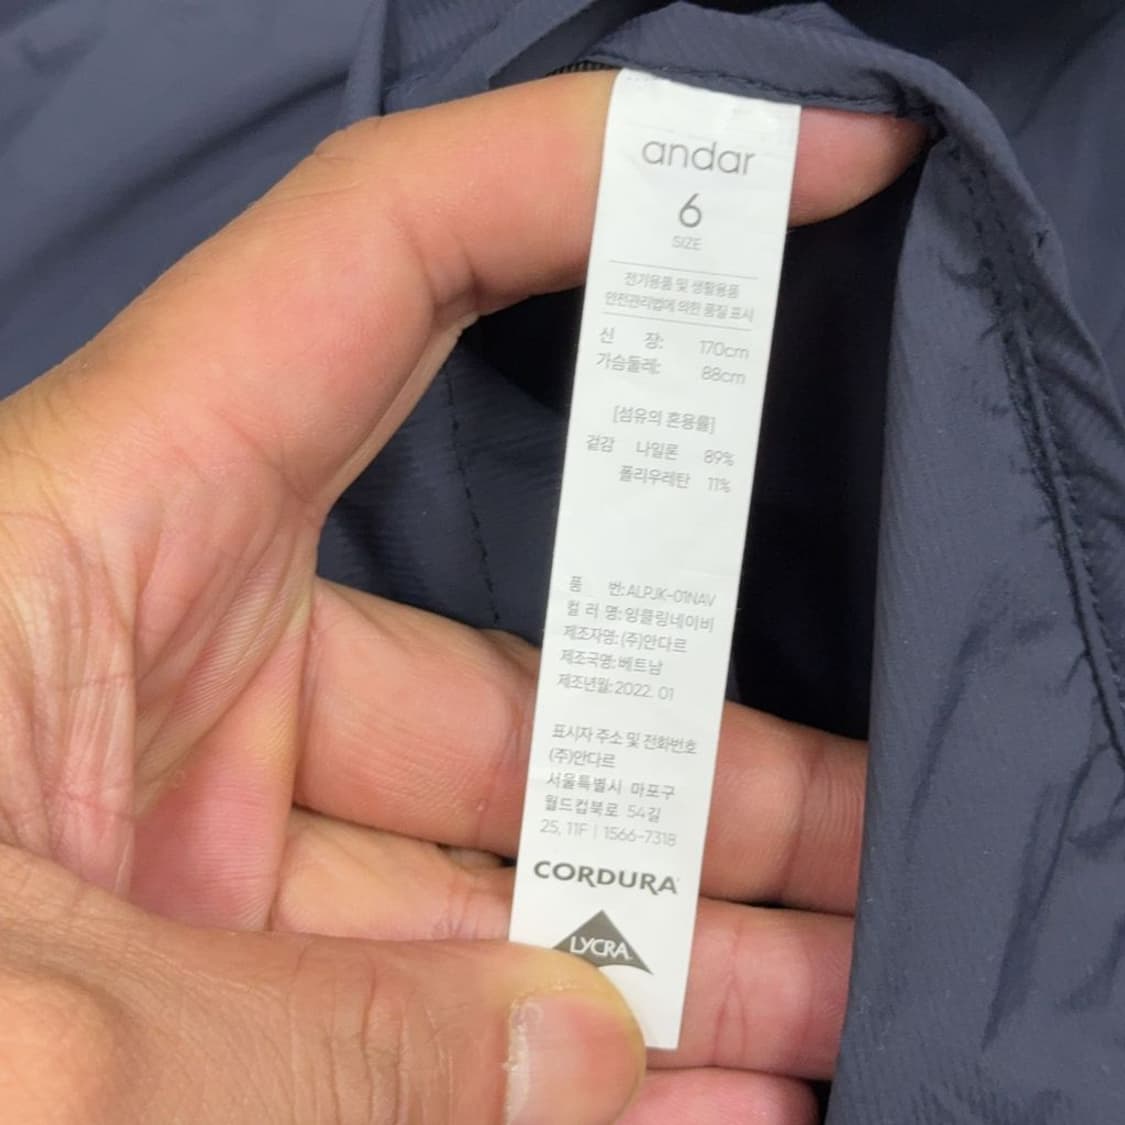 andar
6
SIZE
전기용품 및 생활용품
안전관리법에 의한 품질 표시
신 장: 170cm
가슴둘레: 88cm
[섬유의 혼용률]
겉감 나일론 89%
폴리우레탄 11%
품 번: ALPJK-01NAV
컬 러 명: 잉클링네이비
제조자명: (주)안다르
제조국명: 베트남
제조년월: 2022. 01
표시자 주소 및 전화번호
(주)안다르
서울특별시 마포구
월드컵북로 54길
25, 11F | 1566-7318
CORDURA
LYCRA